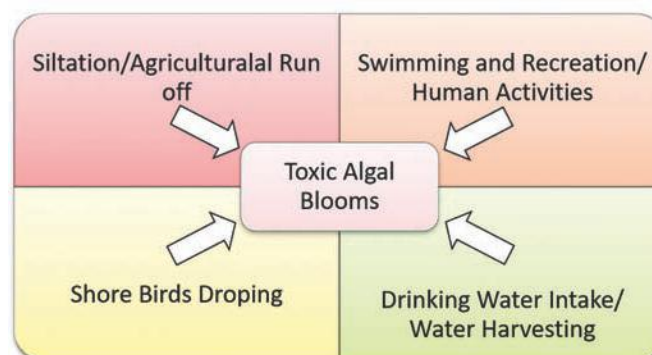 Siltation/Agriculturalal Run
off
Swimming and Recreation/
Human Activities
Toxic Algal
Blooms
Shore Birds Droping
Drinking Water Intake/
Water Harvesting